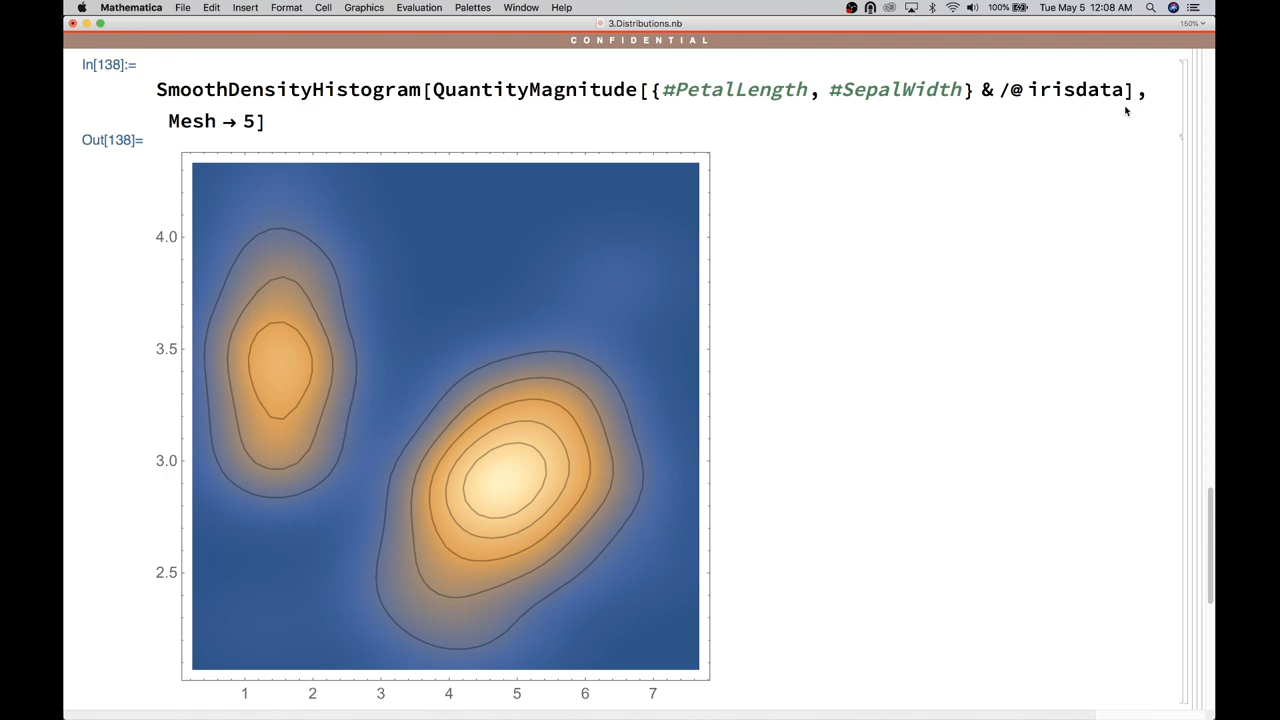 Mathematica File Edit Insert Format Cell Graphics Evaluation Palettes Window Help 100% Tue May 5 12:08 AM
3.Distributions.nb 150%
CONFIDENTIAL
In[138]:=
SmoothDensityHistogram[QuantityMagnitude[{#PetalLength, #SepalWidth} & /@ irisdata],
Mesh → 5]
Out[138]=
4.0
3.5
3.0
2.5
1 2 3 4 5 6 7